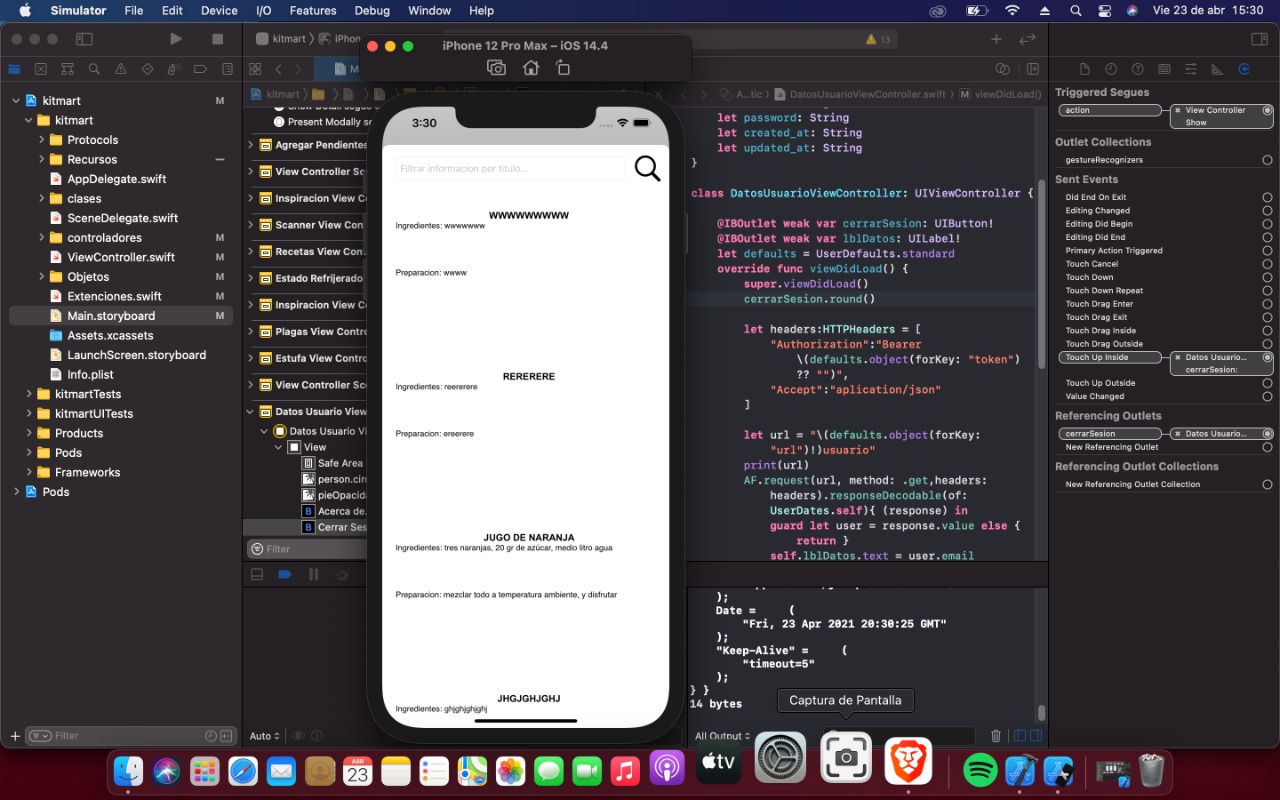 Simulator File Edit Device I/O Features Debug Window Help Vie 23 de abr 15:30
kitmart
iPhone 12 Pro Max – iOS 14.4
13
kitmart M
kitmart
Protocols
Recursos
AppDelegate.swift
clases
SceneDelegate.swift
controladores M
ViewController.swift M
Objetos M
Extenciones.swift M
Main.storyboard M
Assets.xcassets
LaunchScreen.storyboard
Info.plist
kitmartTests
kitmartUITests
Products
Pods
Frameworks
Pods
Filter
kitmart
Present Modally se
Agregar Pendientes
View Controller Sc
Inspiracion View C
Scanner View Con
Recetas View Con
Estado Refrijerado
Inspiracion View C
Plagas View Contro
Estufa View Contro
View Controller Sc
Datos Usuario View
Datos Usuario Vi
View
Safe Area
person.circ
pieOpacida
Acerca de.
Cerrar Ses
Filter
Auto
3:30
Filtrar informacion por titulo...
WWWWWWWWW
Ingredientes: wwwwwww
Preparacion: wwww
RERERERE
Ingredientes: reererere
Preparacion: ereerere
JUGO DE NARANJA
Ingredientes: tres naranjas, 20 gr de azúcar, medio litro agua
Preparacion: mezclar todo a temperatura ambiente, y disfrutar
JHGJGHJGHJ
Ingredientes: ghjghjghjghj
A...tic DatosUsuarioViewController.swift M viewDidLoad()
let password: String
let created_at: String
let updated_at: String
}
class DatosUsuarioViewController: UIViewController {
@IBOutlet weak var cerrarSesion: UIButton!
@IBOutlet weak var lblDatos: UILabel!
let defaults = UserDefaults.standard
override func viewDidLoad() {
super.viewDidLoad()
cerrarSesion.round()
let headers:HTTPHeaders = [
"Authorization":"Bearer
\(defaults.object(forKey: "token")
?? "")",
"Accept":"aplication/json"
]
let url = "\(defaults.object(forKey:
"url")!)usuario"
print(url)
AF.request(url, method: .get,headers:
headers).responseDecodable(of:
UserDates.self){ (response) in
guard let user = response.value else {
return }
self.lblDatos.text = user.email
);
Date = (
"Fri, 23 Apr 2021 20:30:25 GMT"
);
"Keep-Alive" = (
"timeout=5"
);
} }
14 bytes
All Output
Captura de Pantalla
Triggered Segues
action View Controller
Show
Outlet Collections
gestureRecognizers
Sent Events
Did End On Exit
Editing Changed
Editing Did Begin
Editing Did End
Primary Action Triggered
Touch Cancel
Touch Down
Touch Down Repeat
Touch Drag Enter
Touch Drag Exit
Touch Drag Inside
Touch Drag Outside
Touch Up Inside Datos Usuario...
cerrarSesion:
Touch Up Outside
Value Changed
Referencing Outlets
cerrarSesion Datos Usuario...
New Referencing Outlet
Referencing Outlet Collections
New Referencing Outlet Collection
ABR
23
tv